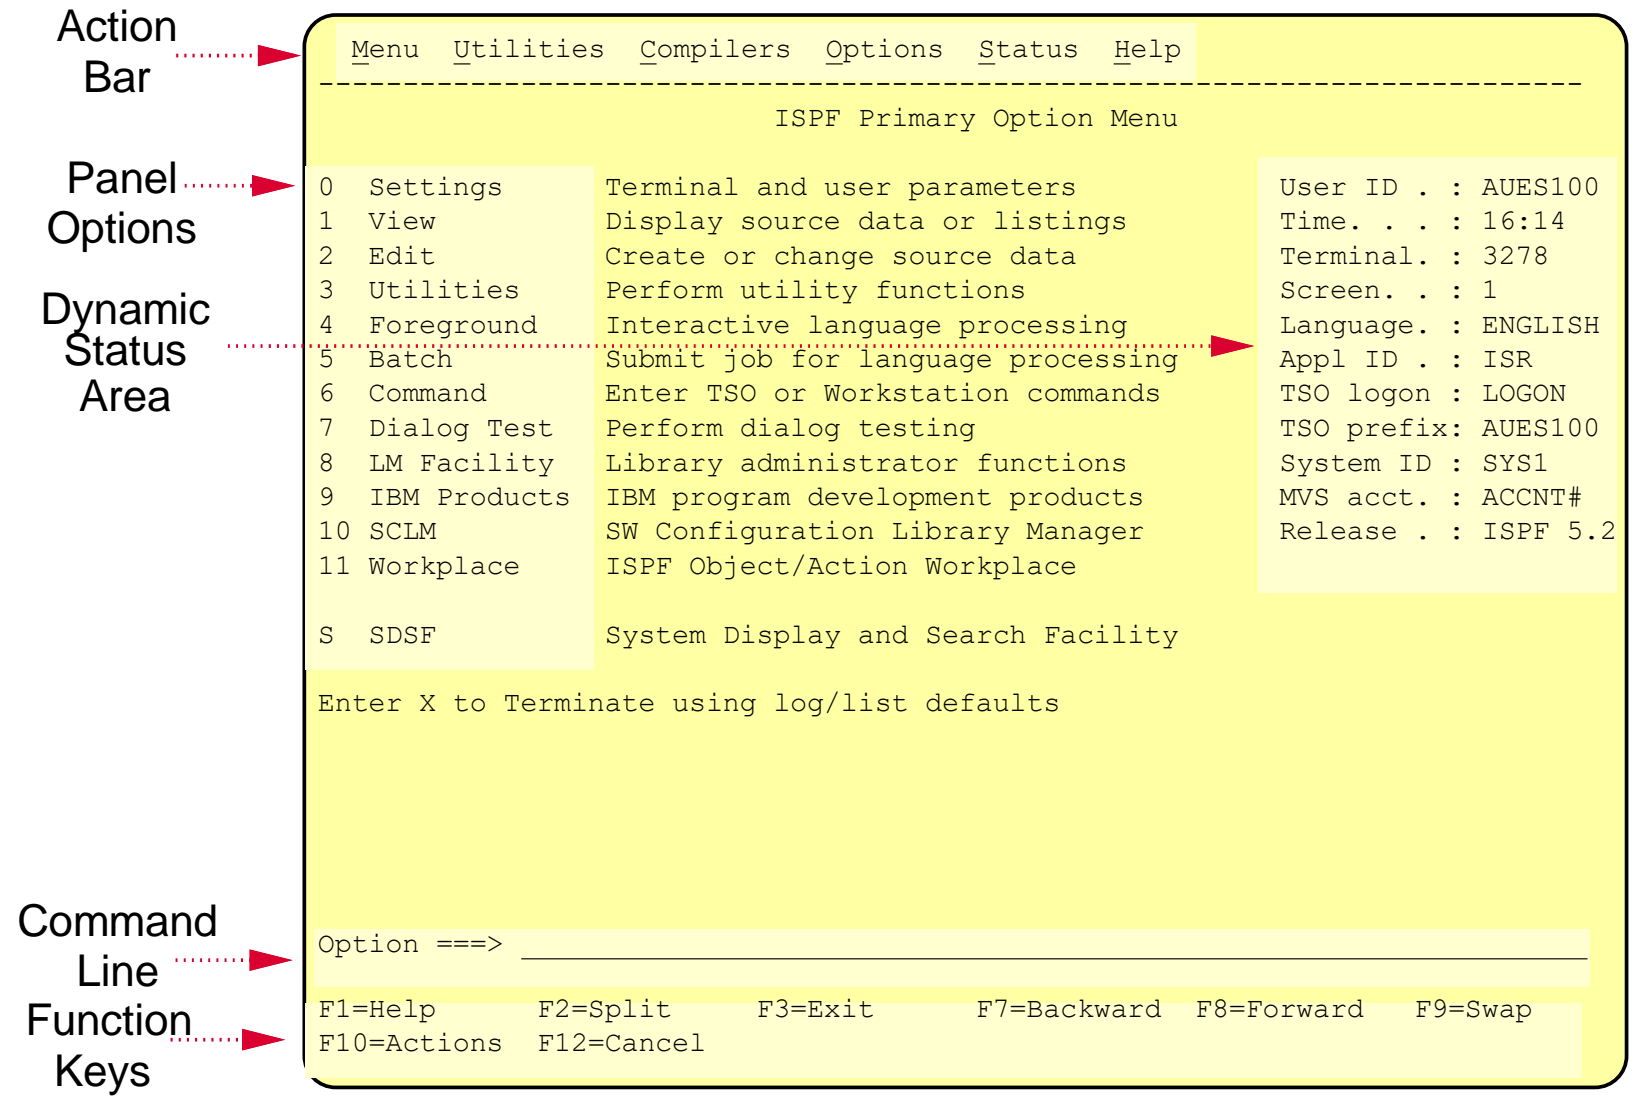 Action
Bar
Menu  Utilities  Compilers  Options  Status  Help
---------------------------------------------------------------------------
ISPF Primary Option Menu
Panel
Options
0  Settings      Terminal and user parameters            User ID . : AUES100
1  View          Display source data or listings         Time. . . : 16:14
2  Edit          Create or change source data            Terminal. : 3278
3  Utilities     Perform utility functions               Screen. . : 1
4  Foreground    Interactive language processing         Language. : ENGLISH
5  Batch         Submit job for language processing      Appl ID . : ISR
6  Command       Enter TSO or Workstation commands       TSO logon : LOGON
7  Dialog Test   Perform dialog testing                  TSO prefix: AUES100
8  LM Facility   Library administrator functions         System ID : SYS1
9  IBM Products  IBM program development products        MVS acct. : ACCNT#
10 SCLM          SW Configuration Library Manager        Release . : ISPF 5.2
11 Workplace     ISPF Object/Action Workplace
S  SDSF          System Display and Search Facility
Dynamic
Status
Area
Enter X to Terminate using log/list defaults
Command
Line
Option ===>
Function
Keys
F1=Help      F2=Split     F3=Exit      F7=Backward  F8=Forward   F9=Swap
F10=Actions  F12=Cancel